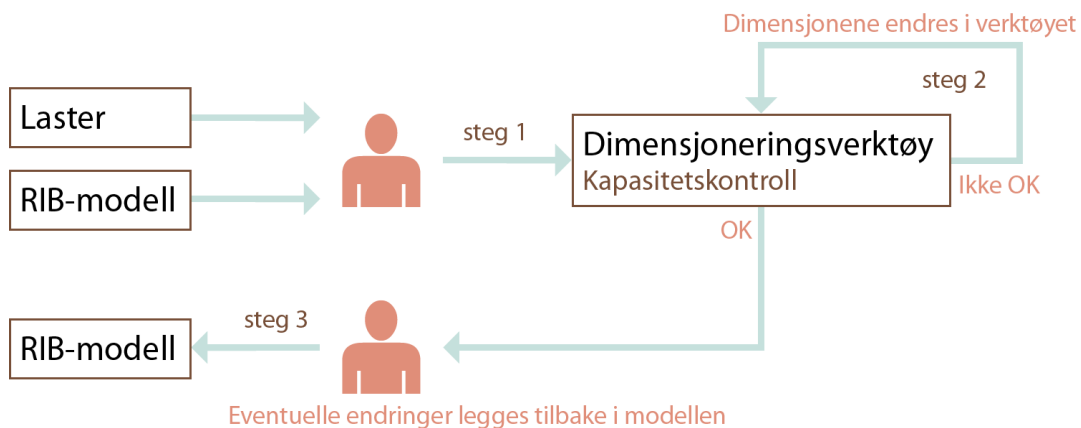 Dimensjonene endres i verktøyet
steg 2
Laster
steg 1
Dimensjoneringsverktøy
Kapasitetskontroll
RIB-modell
Ikke OK
OK
steg 3
RIB-modell
Eventuelle endringer legges tilbake i modellen